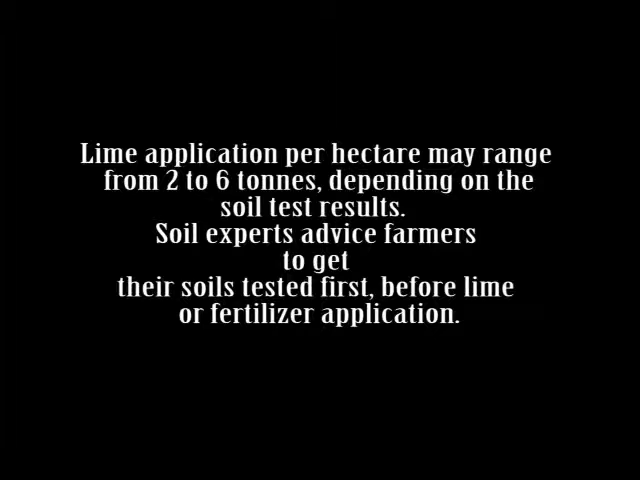 Lime application per hectare may range
from 2 to 6 tonnes, depending on the
soil test results.
Soil experts advice farmers
to get
their soils tested first, before lime
or fertilizer application.